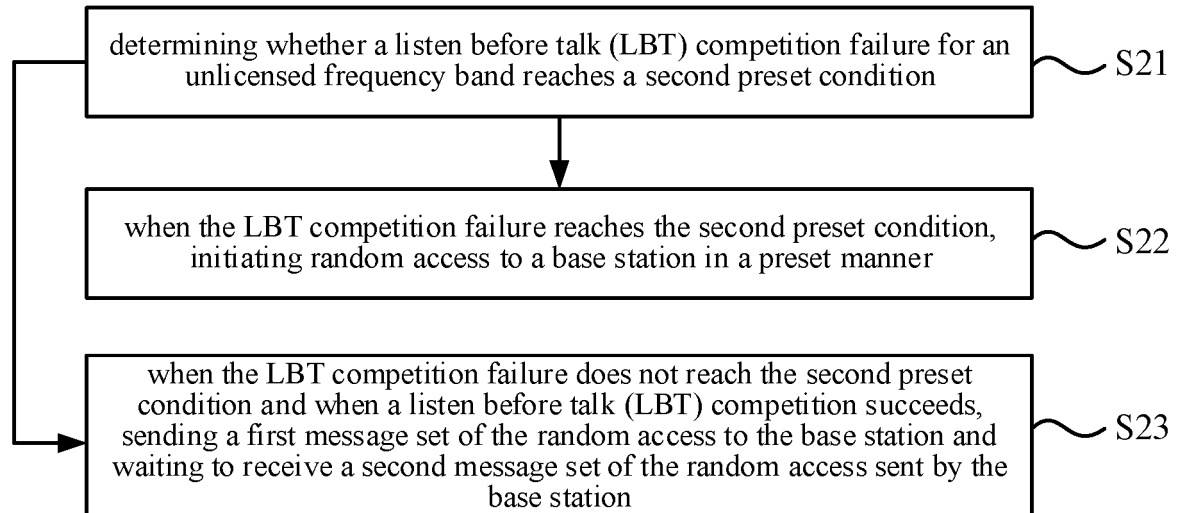 determining whether a listen before talk (LBT) competition failure for an
unlicensed frequency band reaches a second preset condition
S21
when the LBT competition failure reaches the second preset condition,
initiating random access to a base station in a preset manner
S22
when the LBT competition failure does not reach the second preset
condition and when a listen before talk (LBT) competition succeeds,
sending a first message set of the random access to the base station and
waiting to receive a second message set of the random access sent by the
base station
S23